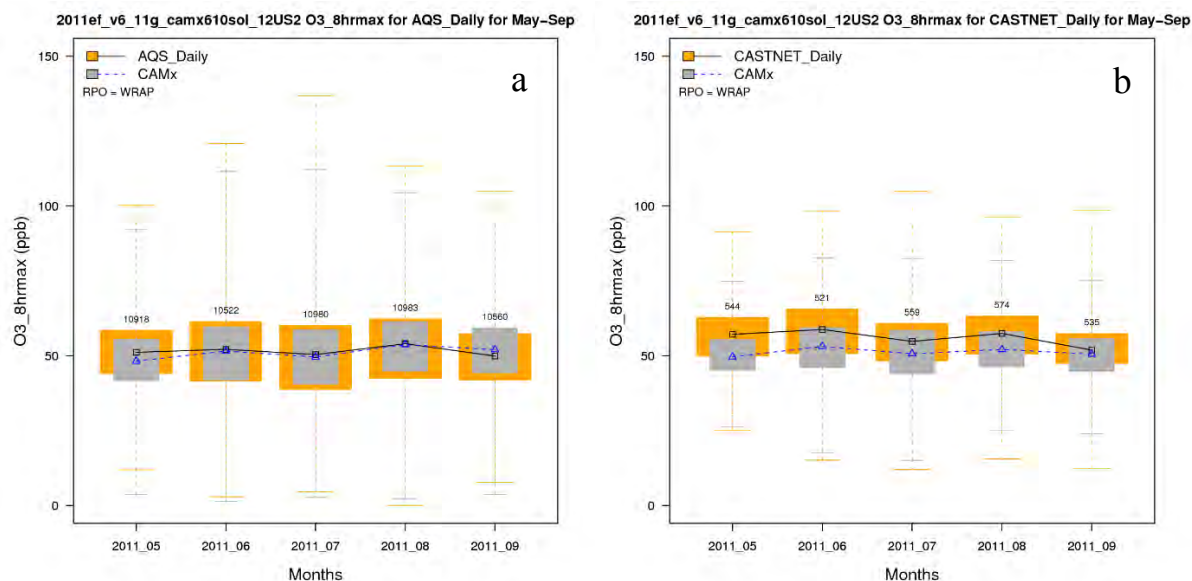 2011ef_v6_11g_camx610sol_12US2 O3_8hrmax for AQS_Daily for May-Sep
150
100
50
0
O3_8hrmax (ppb)
AQS_Daily
CAMx
RPO = WRAP
a
10918
10522
10980
10983
10560
2011_05
2011_06
2011_07
2011_08
2011_09
Months
2011ef_v6_11g_camx610sol_12US2 O3_8hrmax for CASTNET_Daily for May-Sep
150
100
50
0
O3_8hrmax (ppb)
CASTNET_Daily
CAMx
RPO = WRAP
b
544
521
559
574
535
2011_05
2011_06
2011_07
2011_08
2011_09
Months